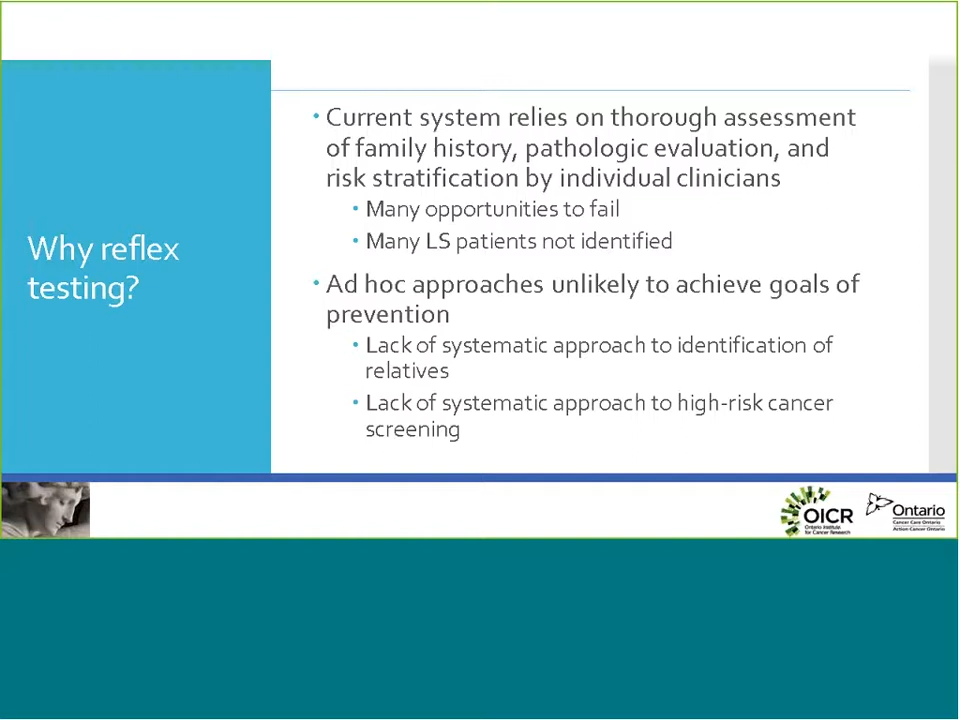 Why reflex
testing?
• Current system relies on thorough assessment
of family history, pathologic evaluation, and
risk stratification by individual clinicians
• Many opportunities to fail
• Many LS patients not identified
• Ad hoc approaches unlikely to achieve goals of
prevention
• Lack of systematic approach to identification of
relatives
• Lack of systematic approach to high-risk cancer
screening
OICR
Ontario Institute
for Cancer Research
Ontario
Cancer Care Ontario
Action Cancer Ontario